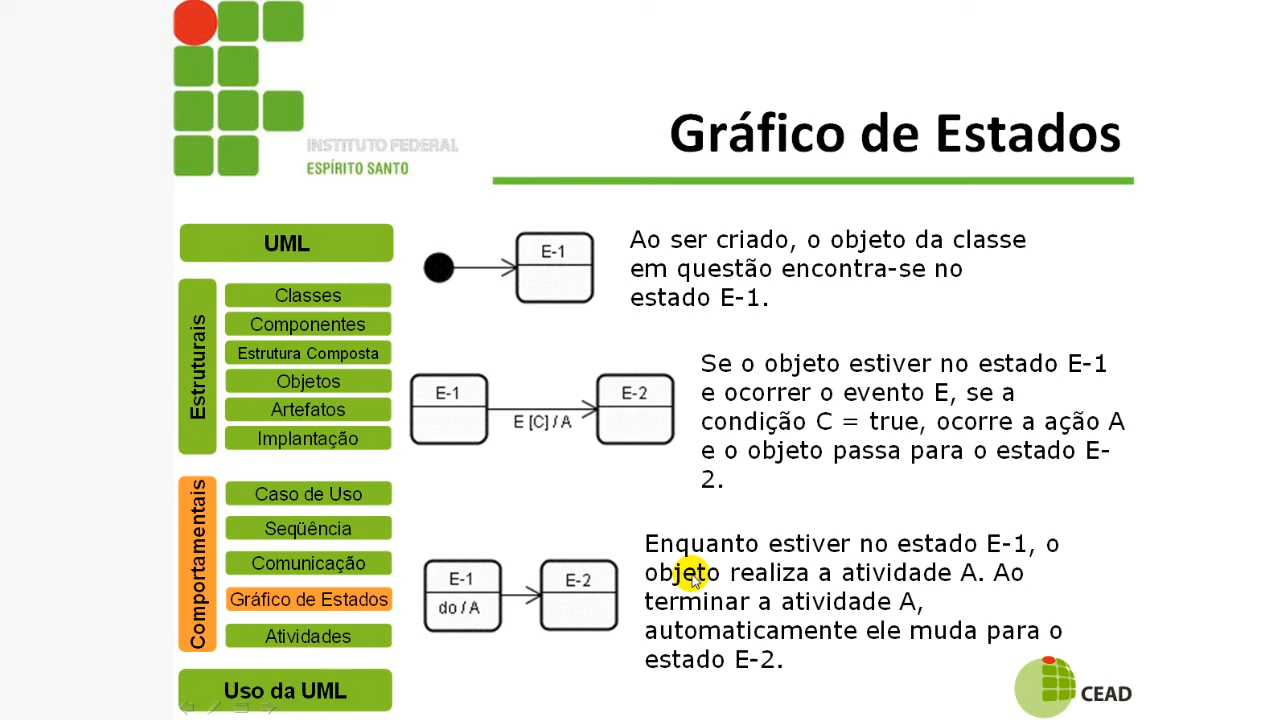 INSTITUTO FEDERAL
ESPÍRITO SANTO
Gráfico de Estados
UML
Estruturais
Classes
Componentes
Estrutura Composta
Objetos
Artefatos
Implantação
Comportamentais
Caso de Uso
Seqüência
Comunicação
Gráfico de Estados
Atividades
Uso da UML
E-1
Ao ser criado, o objeto da classe
em questão encontra-se no
estado E-1.
E-1
E [C] / A
E-2
Se o objeto estiver no estado E-1
e ocorrer o evento E, se a
condição C = true, ocorre a ação A
e o objeto passa para o estado E-
2.
E-1
do / A
E-2
Enquanto estiver no estado E-1, o
objeto realiza a atividade A. Ao
terminar a atividade A,
automaticamente ele muda para o
estado E-2.
CEAD